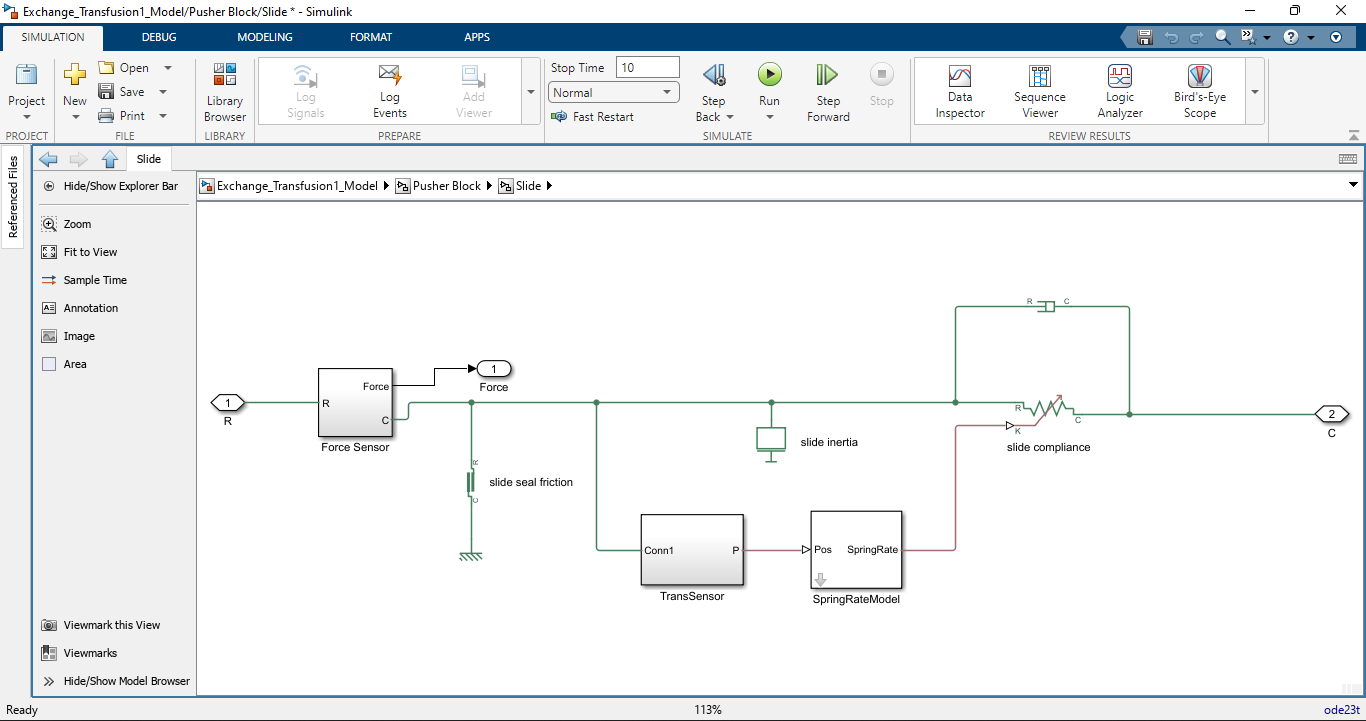 Exchange_Transfusion1_Model/Pusher Block/Slide * - Simulink
SIMULATION DEBUG MODELING FORMAT APPS
Project
New
Open
Save
Print
Library Browser
Log Signals
Log Events
Add Viewer
Stop Time 10
Normal
Fast Restart
Step Back
Run
Step Forward
Stop
Data Inspector
Sequence Viewer
Logic Analyzer
Bird's-Eye Scope
PROJECT FILE LIBRARY PREPARE SIMULATE REVIEW RESULTS
Referenced Files
Slide
Hide/Show Explorer Bar
Exchange_Transfusion1_Model Pusher Block Slide
Zoom
Fit to View
Sample Time
Annotation
Image
Area
R C
Force
1
Force
1
R
R
C
Force Sensor
R
C
slide seal friction
slide inertia
R
C
K
slide compliance
2
C
Conn1 P
TransSensor
Pos SpringRate
SpringRateModel
Viewmark this View
Viewmarks
Hide/Show Model Browser
Ready 113% ode23t